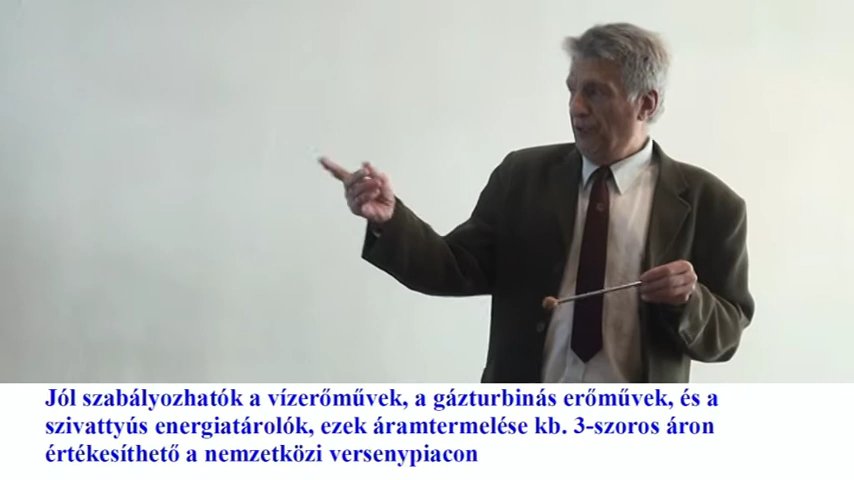 Jól szabályozhatók a vízerőművek, a gázturbinás erőművek, és a
szivattyús energiatárolók, ezek áramtermelése kb. 3-szoros áron
értékesíthető a nemzetközi versenypiacon